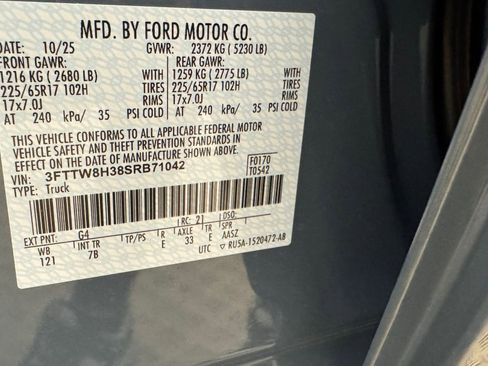 MFD. BY FORD MOTOR CO.
DATE: 10/25 GVWR: 2372 KG ( 5230 LB)
FRONT GAWR: REAR GAWR:
1216 KG ( 2680 LB) WITH 1259 KG ( 2775 LB) WITH
225/65R17 102H TIRES 225/65R17 102H TIRES
17x7.0J RIMS 17x7.0J RIMS
AT 240 kPa/ 35 PSI COLD AT 240 kPa/ 35 PSI COLD
THIS VEHICLE CONFORMS TO ALL APPLICABLE FEDERAL MOTOR
VEHICLE SAFETY AND THEFT PREVENTION STANDARDS IN
EFFECT ON THE DATE OF MANUFACTURE SHOWN ABOVE.
VIN: 3FTTW8H38SRB71042 F0170
TYPE: Truck T0542
EXT PNT: G4 RC: 21 DSO:
WB INT TR TP/PS R AXLE TR
121 7B E 33 E AASZ
UTC RU5A-1520472-AB